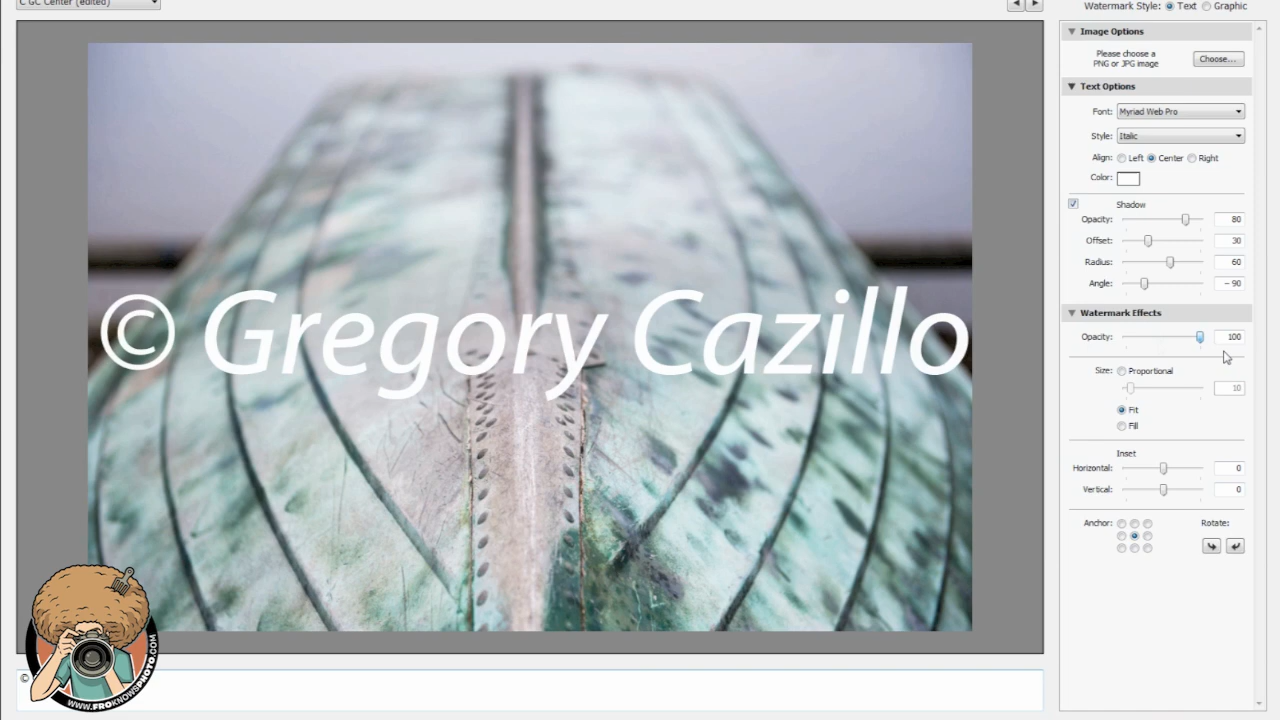 C GC Center (edited)
Watermark Style: Text Graphic
Image Options
Please choose a
PNG or JPG image
Choose...
Text Options
Font: Myriad Web Pro
Style: Italic
Align: Left Center Right
Color:
Shadow
Opacity: 80
Offset: 30
Radius: 60
Angle: - 90
Watermark Effects
Opacity: 100
Size: Proportional
10
Fit
Fill
Inset
Horizontal: 0
Vertical: 0
Anchor: Rotate:
© Gregory Cazillo
©
WWW.FROKNOWSPHOTO.COM